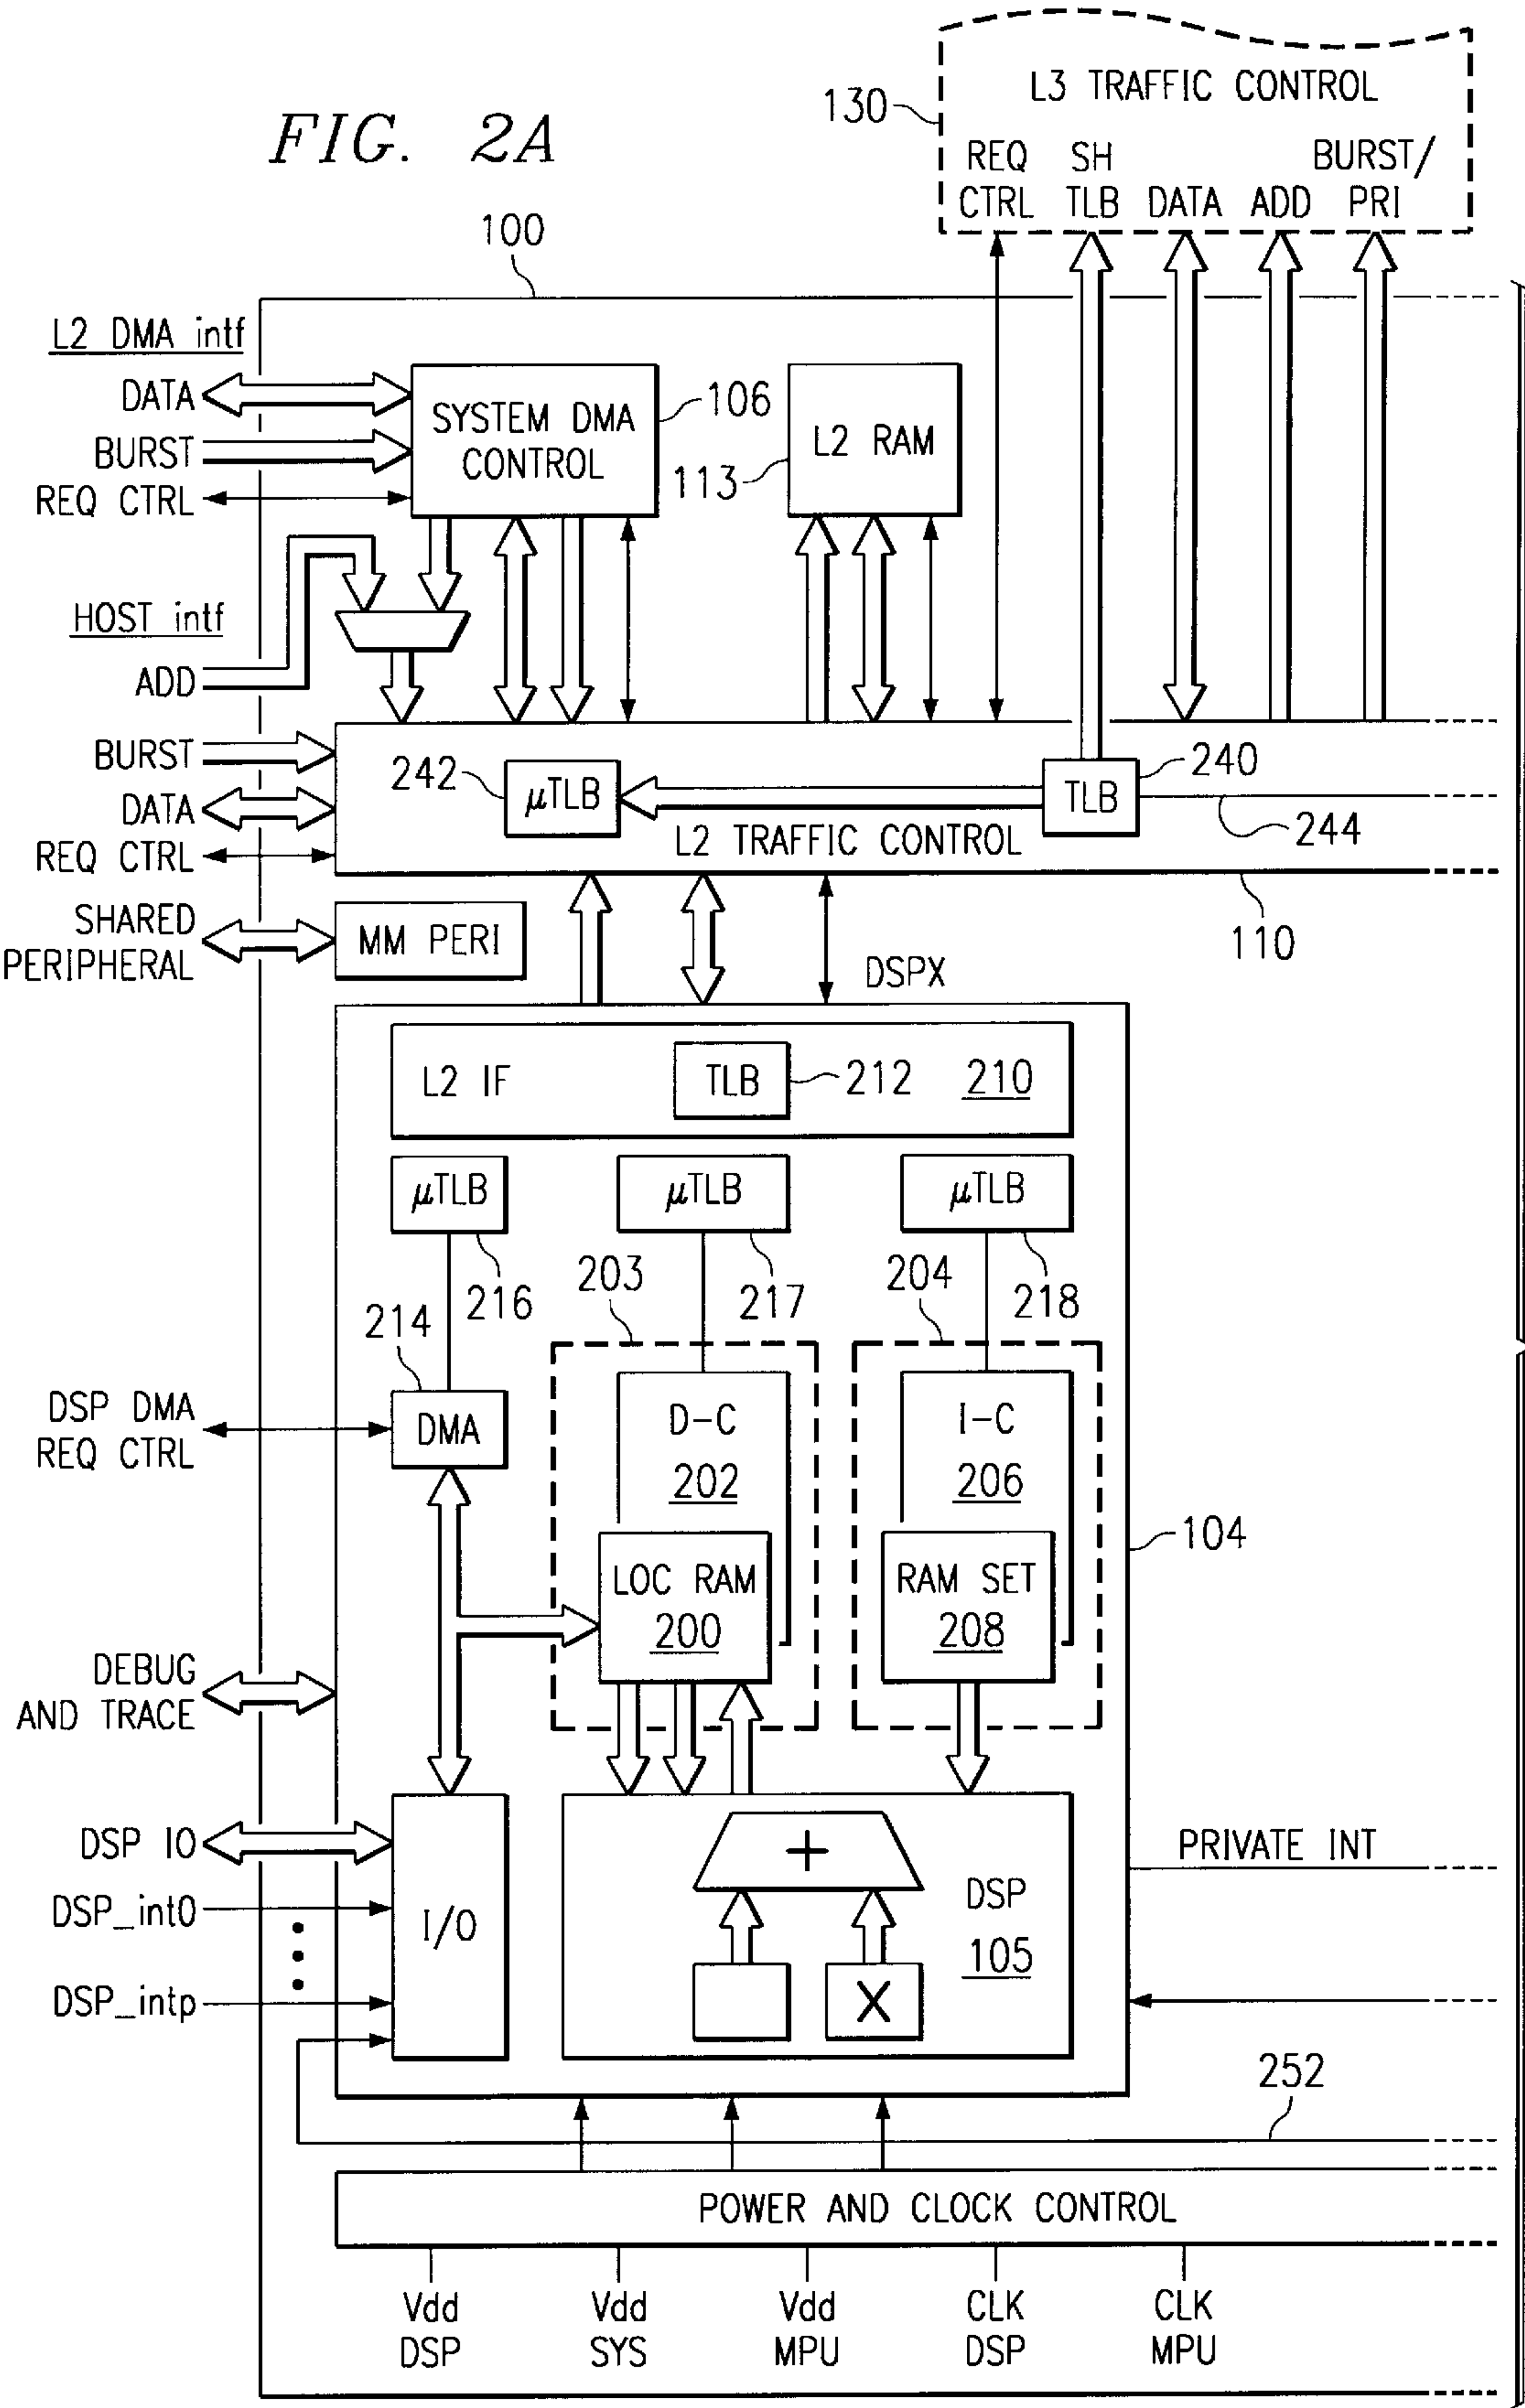 FIG. 2A
130
L3 TRAFFIC CONTROL
REQ CTRL
SH TLB
DATA
ADD
BURST/ PRI
100
L2 DMA intf
DATA
BURST
REQ CTRL
SYSTEM DMA
CONTROL
106
L2 RAM
113
HOST intf
ADD
BURST
DATA
REQ CTRL
242
μTLB
TLB
240
244
L2 TRAFFIC CONTROL
110
SHARED
PERIPHERAL
MM PERI
DSPX
L2 IF
TLB
212
210
μTLB
μTLB
μTLB
216
217
218
203
204
214
DSP DMA
REQ CTRL
DMA
D-C
202
I-C
206
LOC RAM
200
RAM SET
208
104
DEBUG
AND TRACE
DSP IO
DSP_int0
DSP_intp
I/O
+
X
DSP
105
PRIVATE INT
252
POWER AND CLOCK CONTROL
Vdd DSP
Vdd SYS
Vdd MPU
CLK DSP
CLK MPU